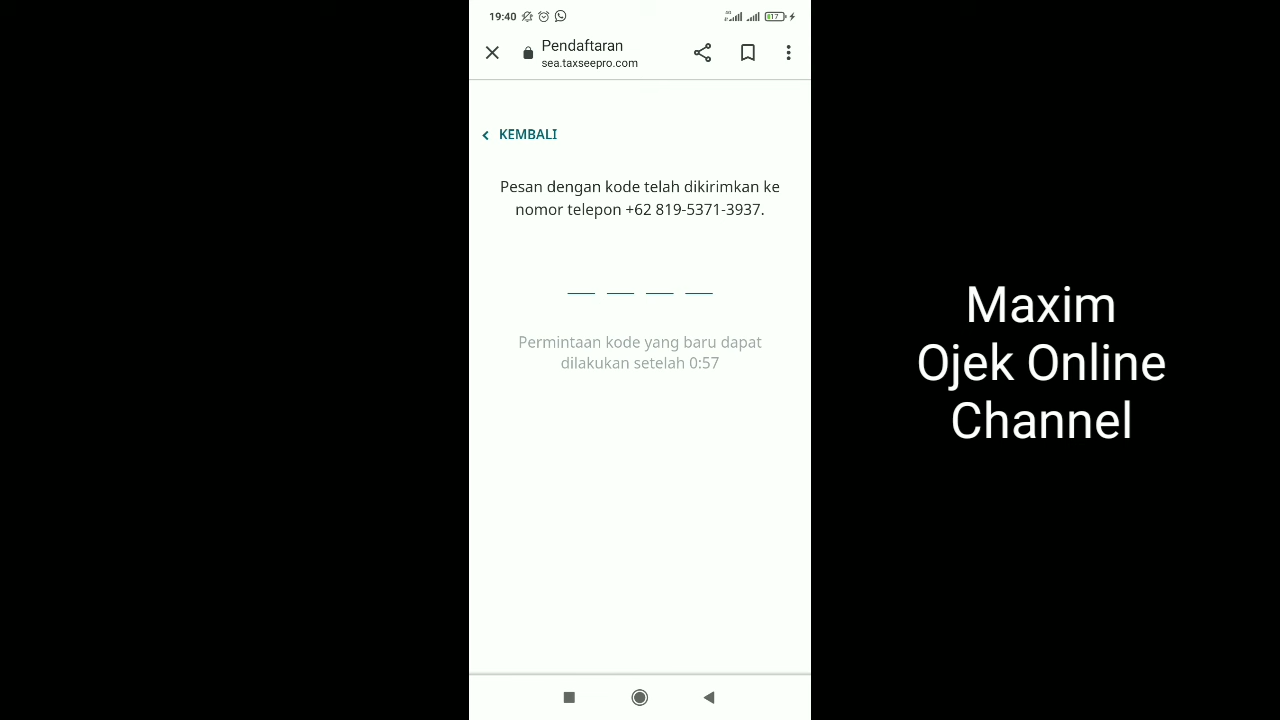 19:40
17
Pendaftaran
sea.taxseepro.com
KEMBALI
Pesan dengan kode telah dikirimkan ke
nomor telepon +62 819-5371-3937.
Permintaan kode yang baru dapat
dilakukan setelah 0:57
Maxim
Ojek Online
Channel